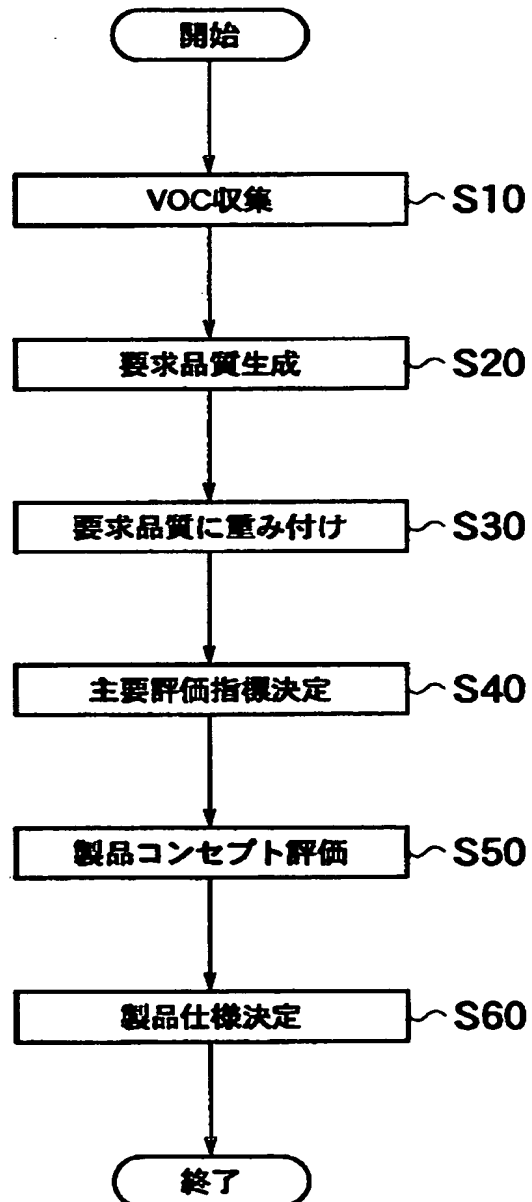 開始
VOC収集
S10
要求品質生成
S20
要求品質に重み付け
S30
主要評価指標決定
S40
製品コンセプト評価
S50
製品仕様決定
S60
終了